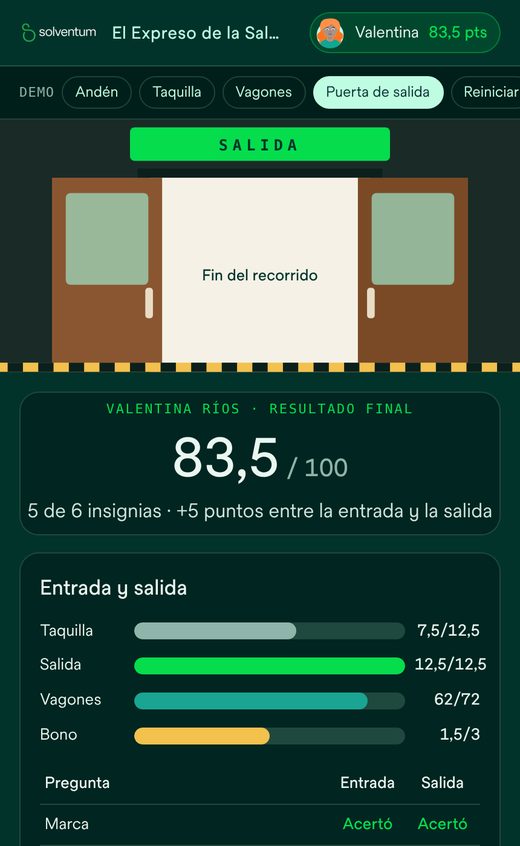 solventum El Expreso de la Sal... Valentina 83,5 pts
DEMO Andén Taquilla Vagones Puerta de salida Reiniciar
SALIDA
Fin del recorrido
VALENTINA RÍOS · RESULTADO FINAL
83,5 / 100
5 de 6 insignias · +5 puntos entre la entrada y la salida
Entrada y salida
Taquilla 7,5/12,5
Salida 12,5/12,5
Vagones 62/72
Bono 1,5/3
Pregunta Entrada Salida
Marca Acertó Acertó